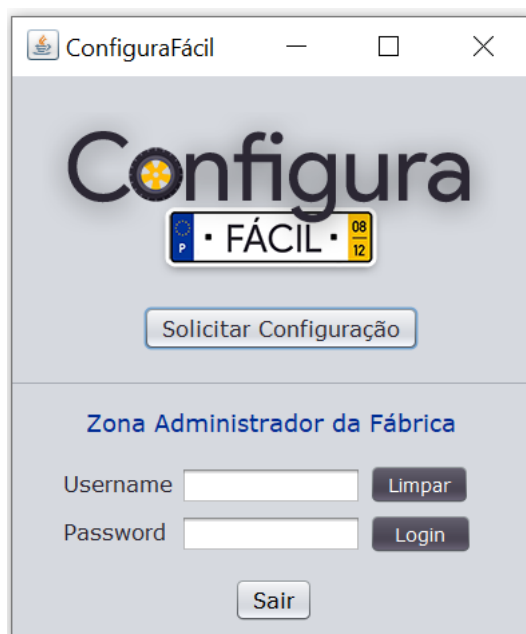 ConfiguraFácil
Configura
P · FÁCIL · 08 12
Solicitar Configuração
Zona Administrador da Fábrica
Username Limpar
Password Login
Sair